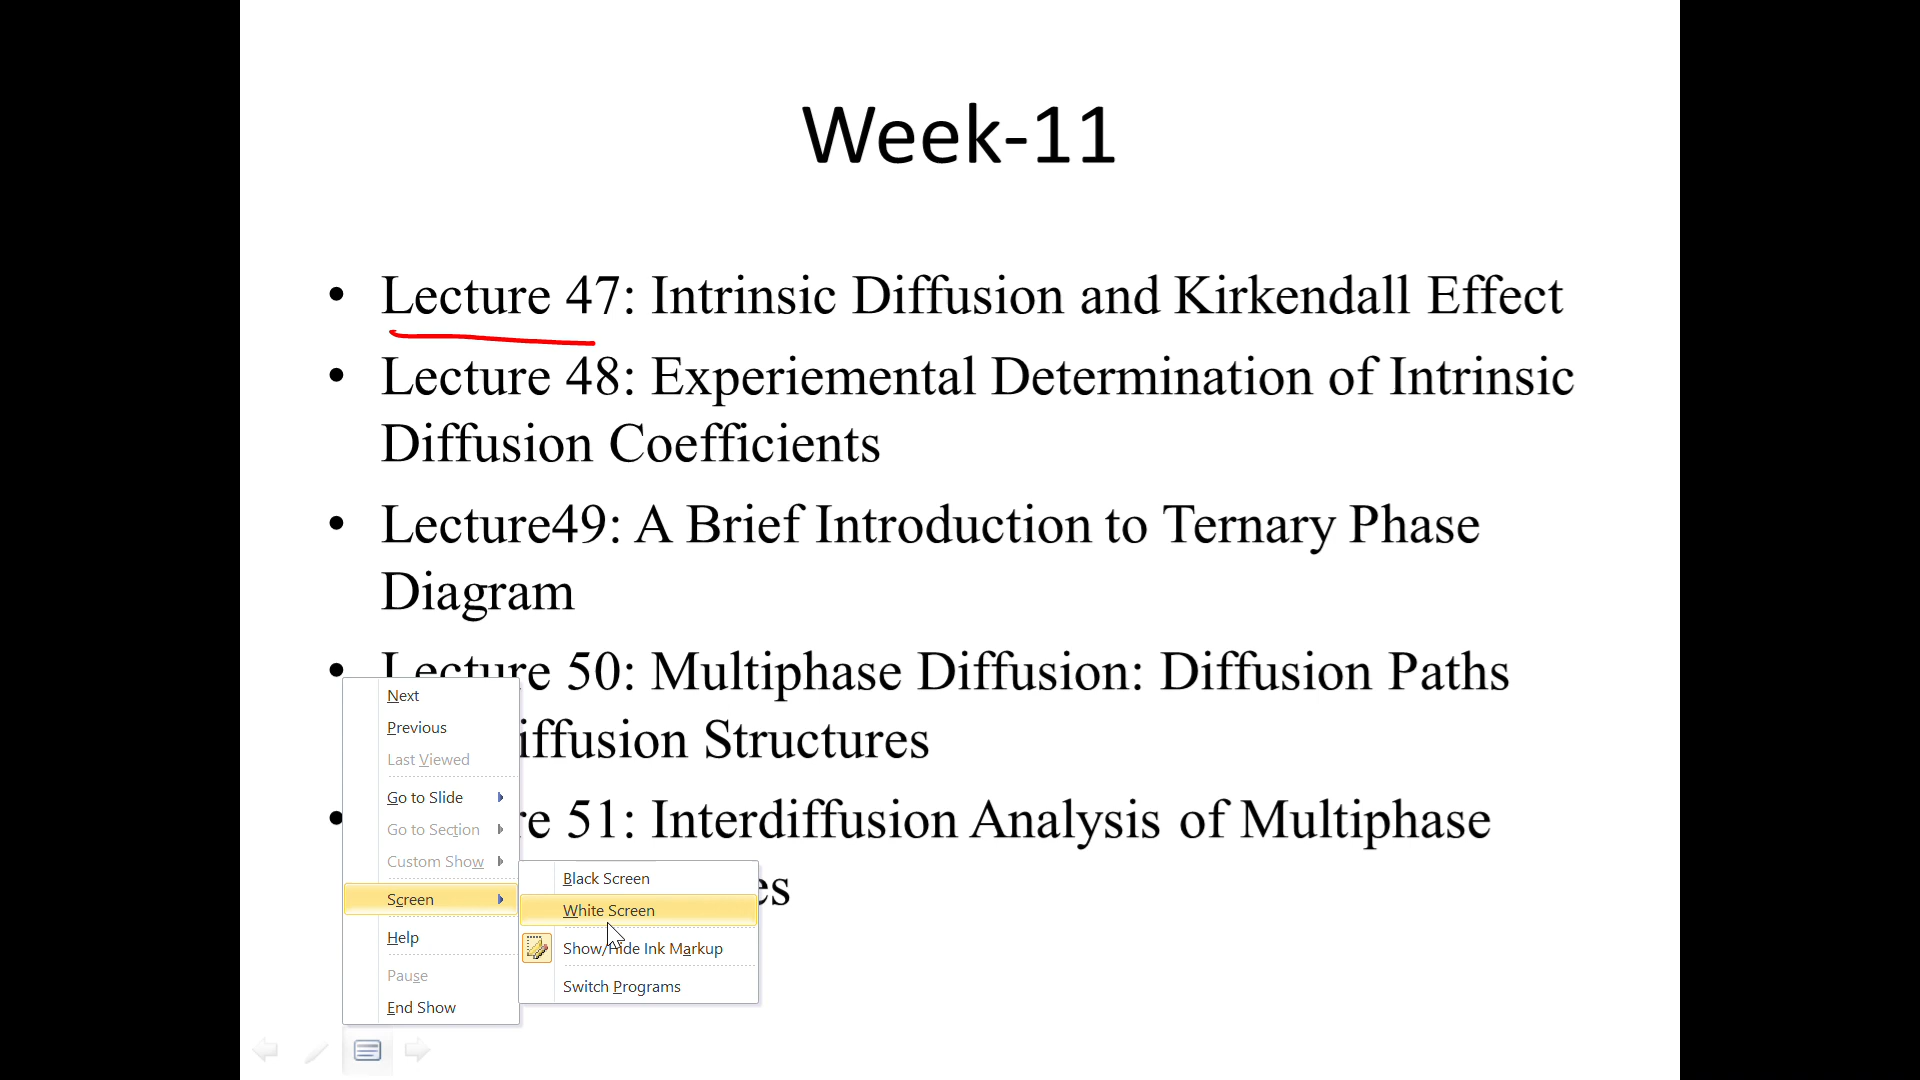 Week-11
• Lecture 47: Intrinsic Diffusion and Kirkendall Effect
• Lecture 48: Experiemental Determination of Intrinsic
Diffusion Coefficients
• Lecture49: A Brief Introduction to Ternary Phase
Diagram
• Lecture 50: Multiphase Diffusion: Diffusion Paths
iffusion Structures
• re 51: Interdiffusion Analysis of Multiphase
es
Next
Previous
Last Viewed
Go to Slide
Go to Section
Custom Show
Screen
Help
Pause
End Show
Black Screen
White Screen
Show/Hide Ink Markup
Switch Programs